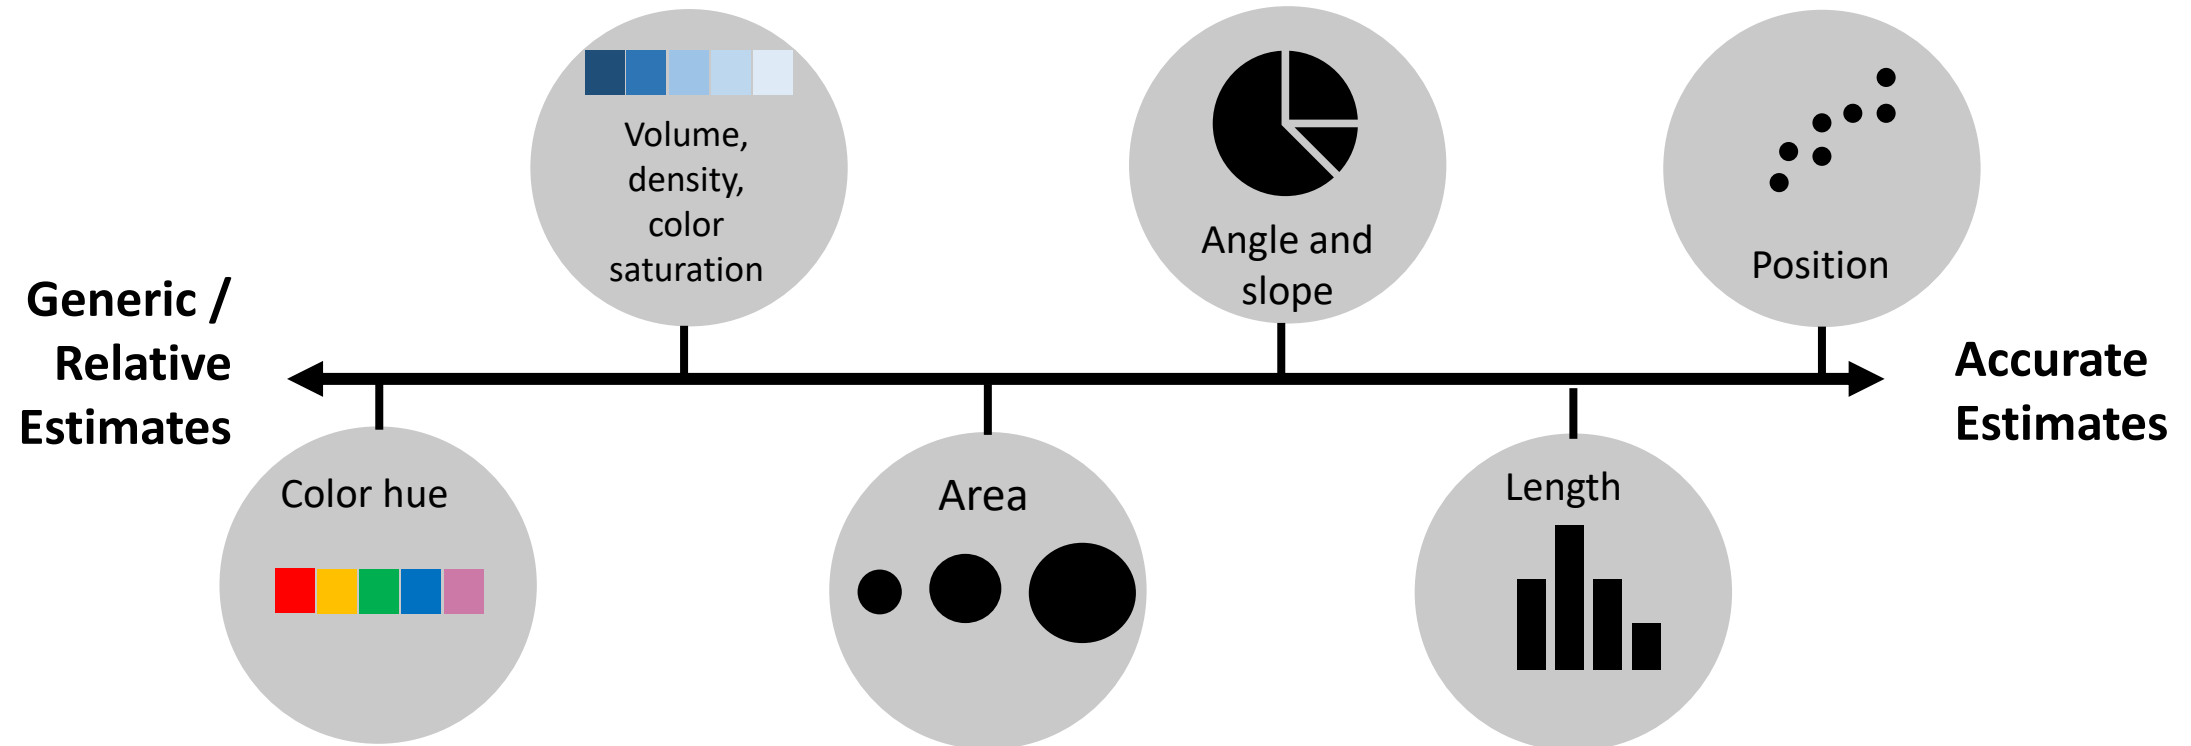 Generic /
Relative
Estimates
Color hue
Volume,
density,
color
saturation
Area
Angle and
slope
Length
Position
Accurate
Estimates